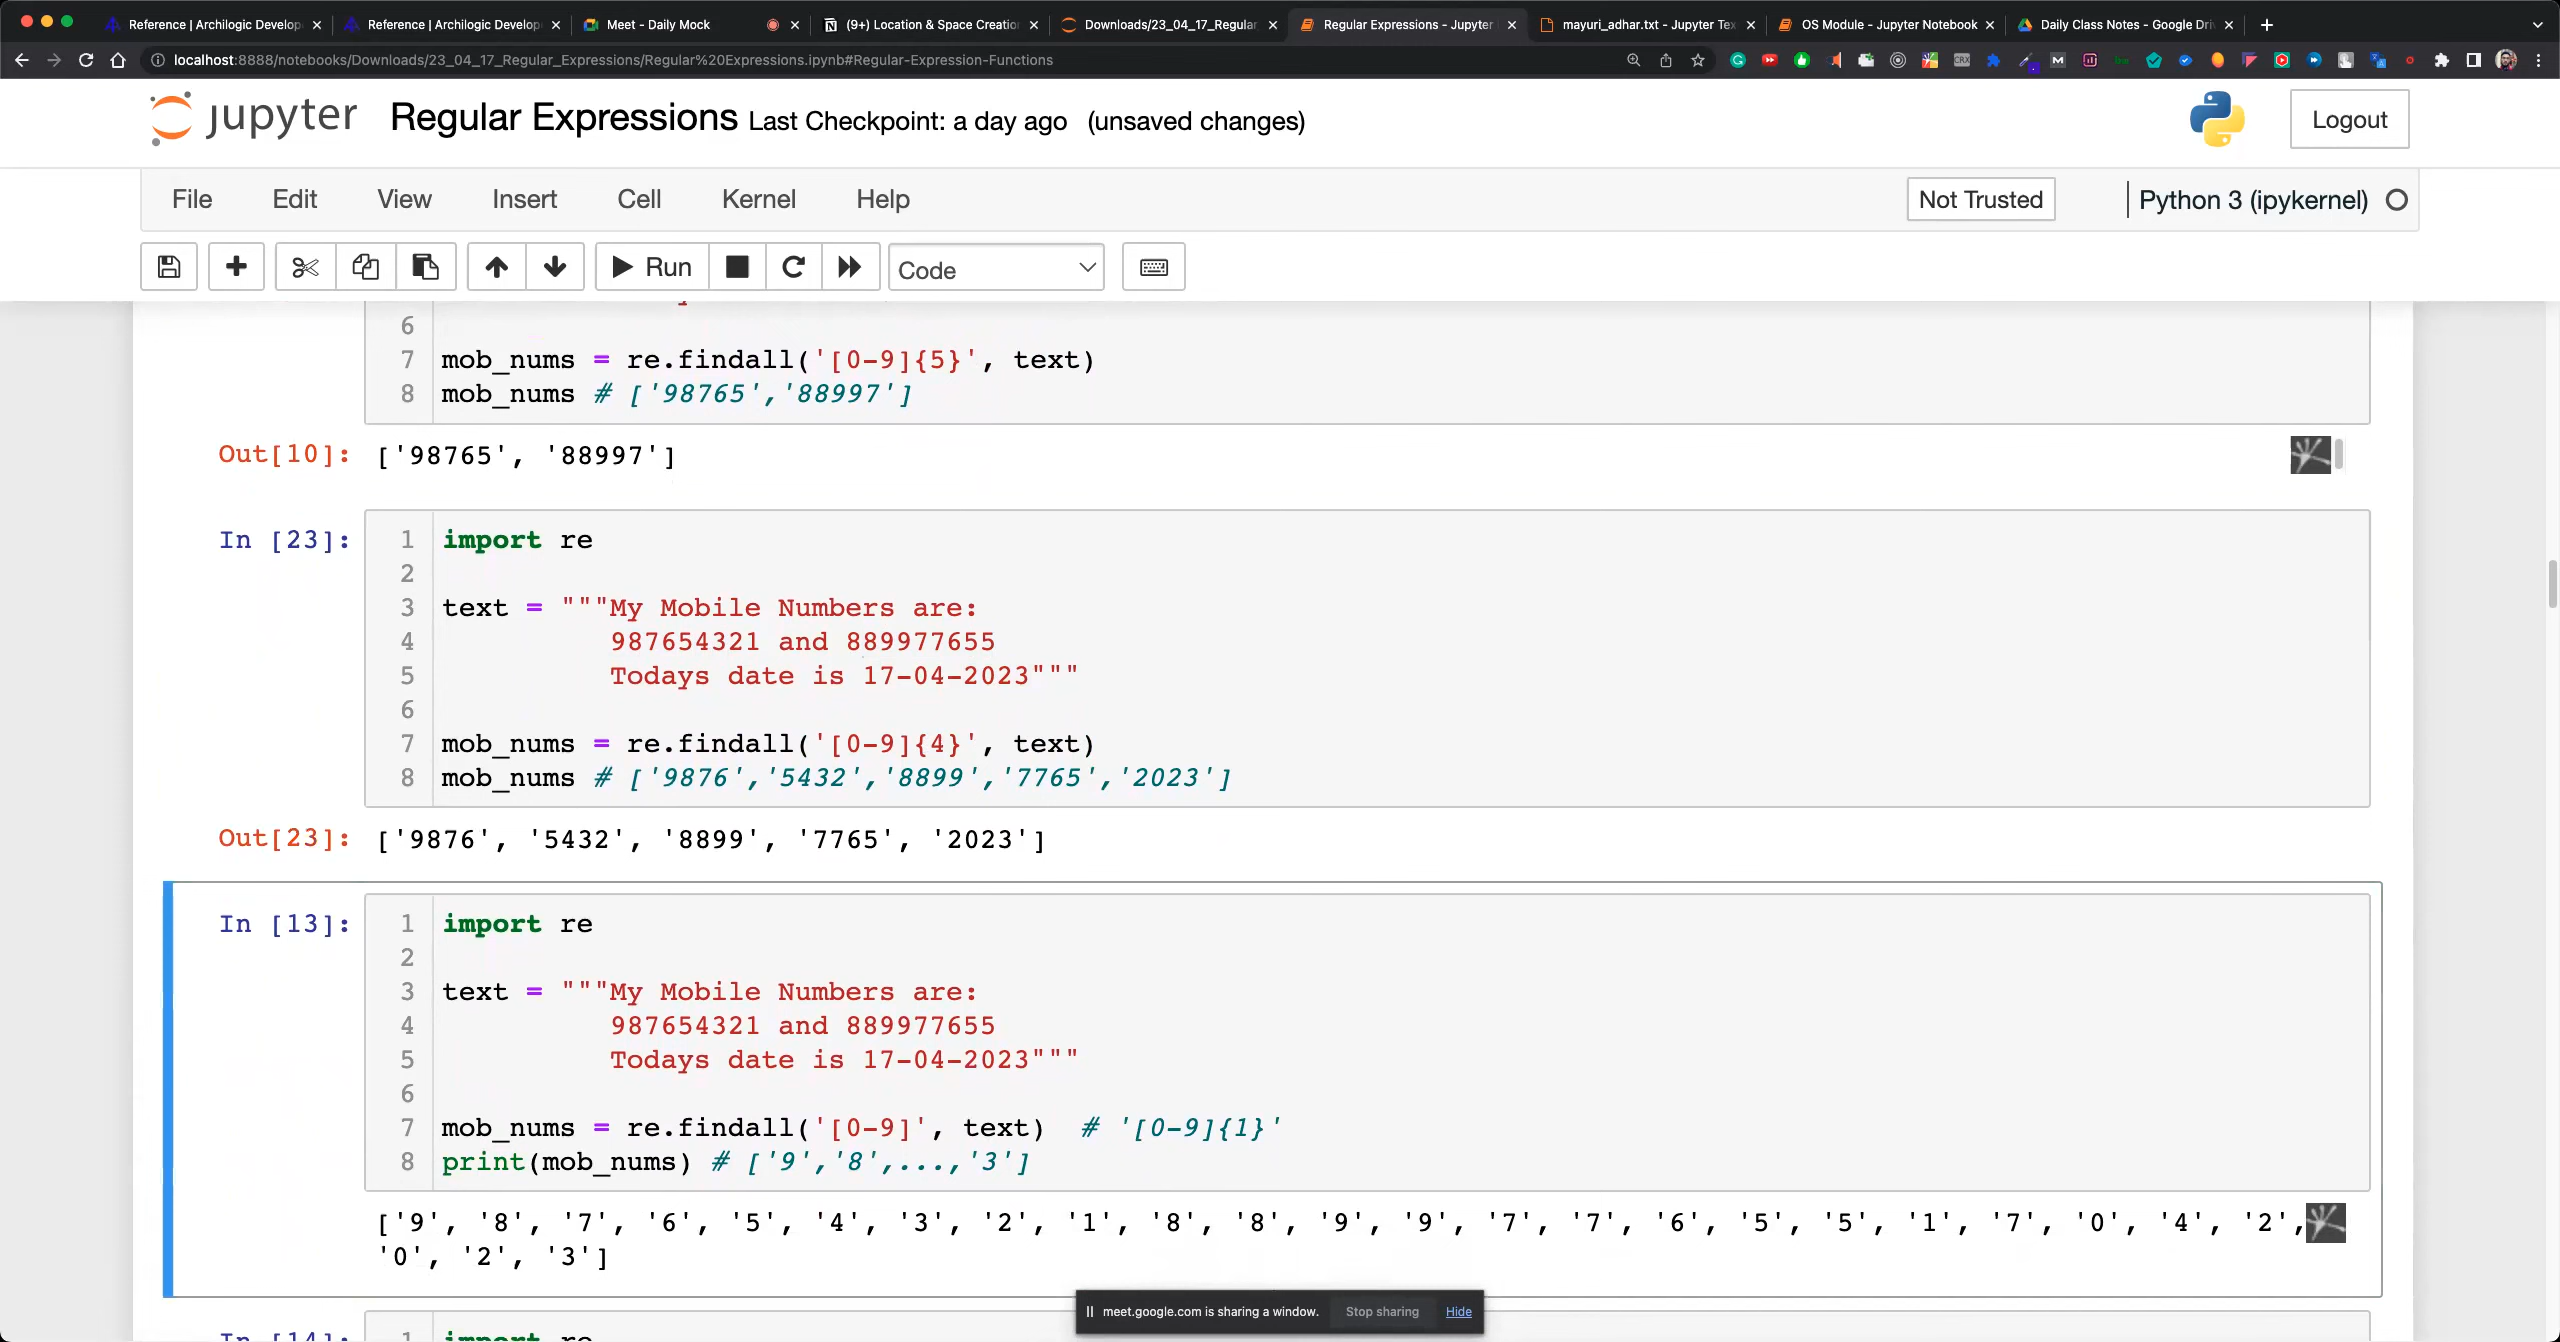 Reference | Archilogic Develop
Reference | Archilogic Develop
Meet - Daily Mock
(9+) Location & Space Creatio
Downloads/23_04_17_Regular
Regular Expressions - Jupyter
mayuri_adhar.txt - Jupyter Tex
OS Module - Jupyter Notebook
Daily Class Notes - Google Dri
localhost:8888/notebooks/Downloads/23_04_17_Regular_Expressions/Regular%20Expressions.ipynb#Regular-Expression-Functions
jupyter Regular Expressions Last Checkpoint: a day ago (unsaved changes)
Logout
File Edit View Insert Cell Kernel Help
Not Trusted
Python 3 (ipykernel)
Run
Code
6
7 mob_nums = re.findall('[0-9]{5}', text)
8 mob_nums # ['98765','88997']
Out[10]: ['98765', '88997']
In [23]: 1 import re
2
3 text = """My Mobile Numbers are:
4 987654321 and 889977655
5 Todays date is 17-04-2023"""
6
7 mob_nums = re.findall('[0-9]{4}', text)
8 mob_nums # ['9876','5432','8899','7765','2023']
Out[23]: ['9876', '5432', '8899', '7765', '2023']
In [13]: 1 import re
2
3 text = """My Mobile Numbers are:
4 987654321 and 889977655
5 Todays date is 17-04-2023"""
6
7 mob_nums = re.findall('[0-9]', text) # '[0-9]{1}'
8 print(mob_nums) # ['9','8',...,'3']
['9', '8', '7', '6', '5', '4', '3', '2', '1', '8', '8', '9', '9', '7', '7', '6', '5', '5', '1', '7', '0', '4', '2',
'0', '2', '3']
meet.google.com is sharing a window. Stop sharing Hide
In [14]: 1 import re